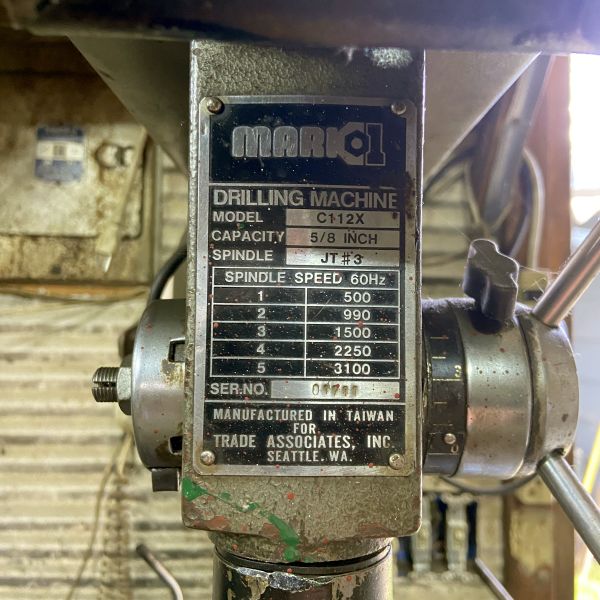 MARK 1
DRILLING MACHINE
MODEL C112X
CAPACITY 5/8 INCH
SPINDLE JT#3
SPINDLE SPEED 60Hz
1 500
2 990
3 1500
4 2250
5 3100
SER.NO.
MANUFACTURED IN TAIWAN
FOR
TRADE ASSOCIATES, INC.
SEATTLE, WA.